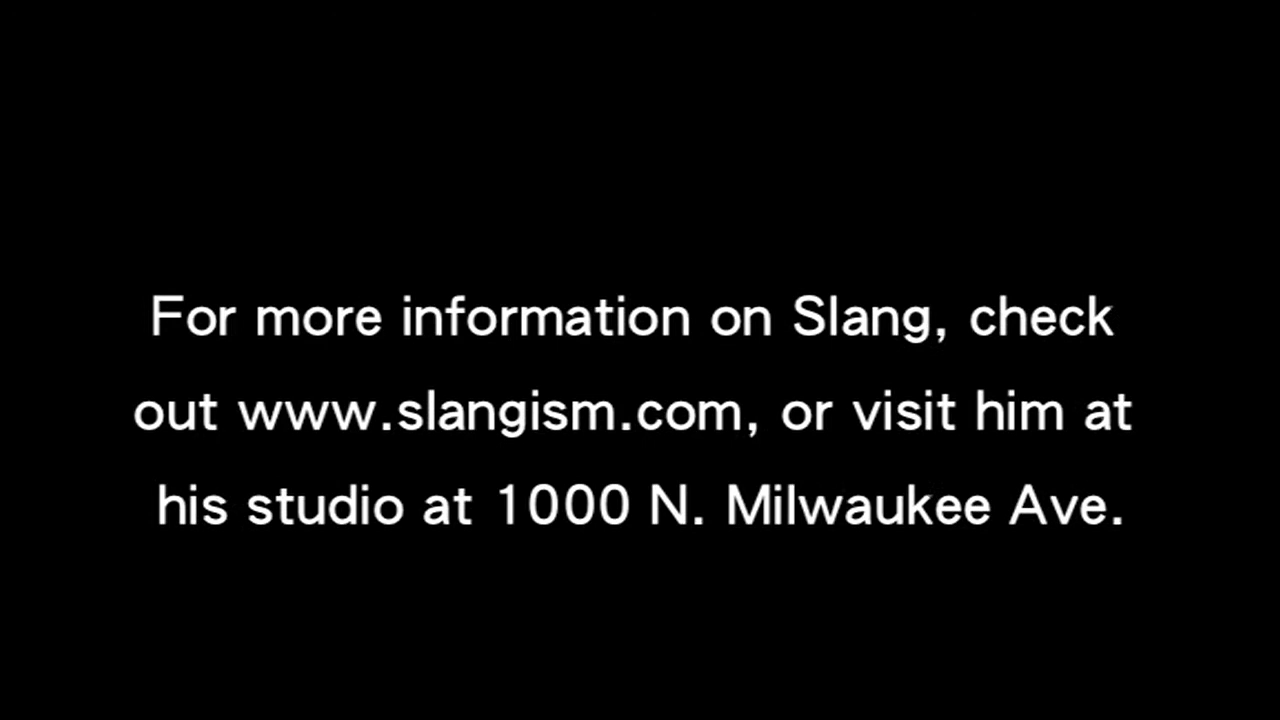 For more information on Slang, check
out www.slangism.com, or visit him at
his studio at 1000 N. Milwaukee Ave.